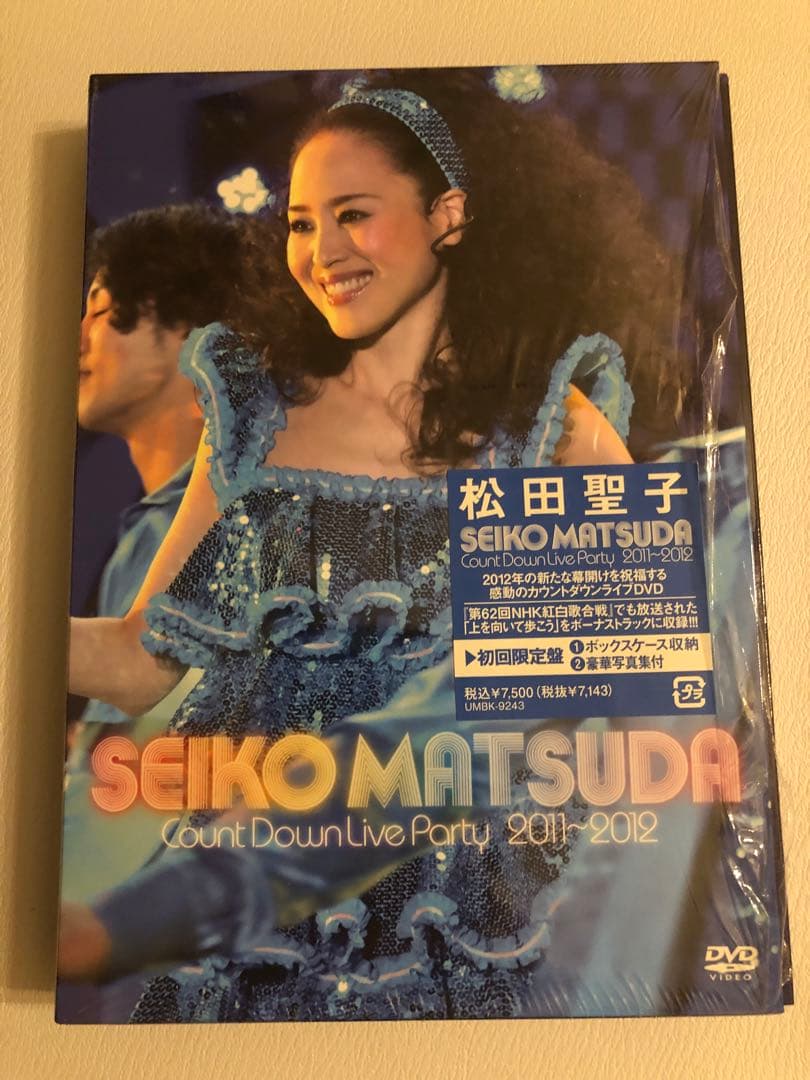 松田聖子
SEIKO MATSUDA
Count Down Live Party 2011~2012
2012年の新たな幕開けを祝福する
感動のカウントダウンライブDVD
『第62回NHK紅白歌合戦』でも放送された
「上を向いて歩こう」をボーナストラックに収録!!!
▶初回限定盤 ①ボックスケース収納
②豪華写真集付
税込¥7,500(税抜¥7,143)
UMBK-9243
プラ
SEIKO MATSUDA
Count Down Live Party 2011~2012
DVD
VIDEO